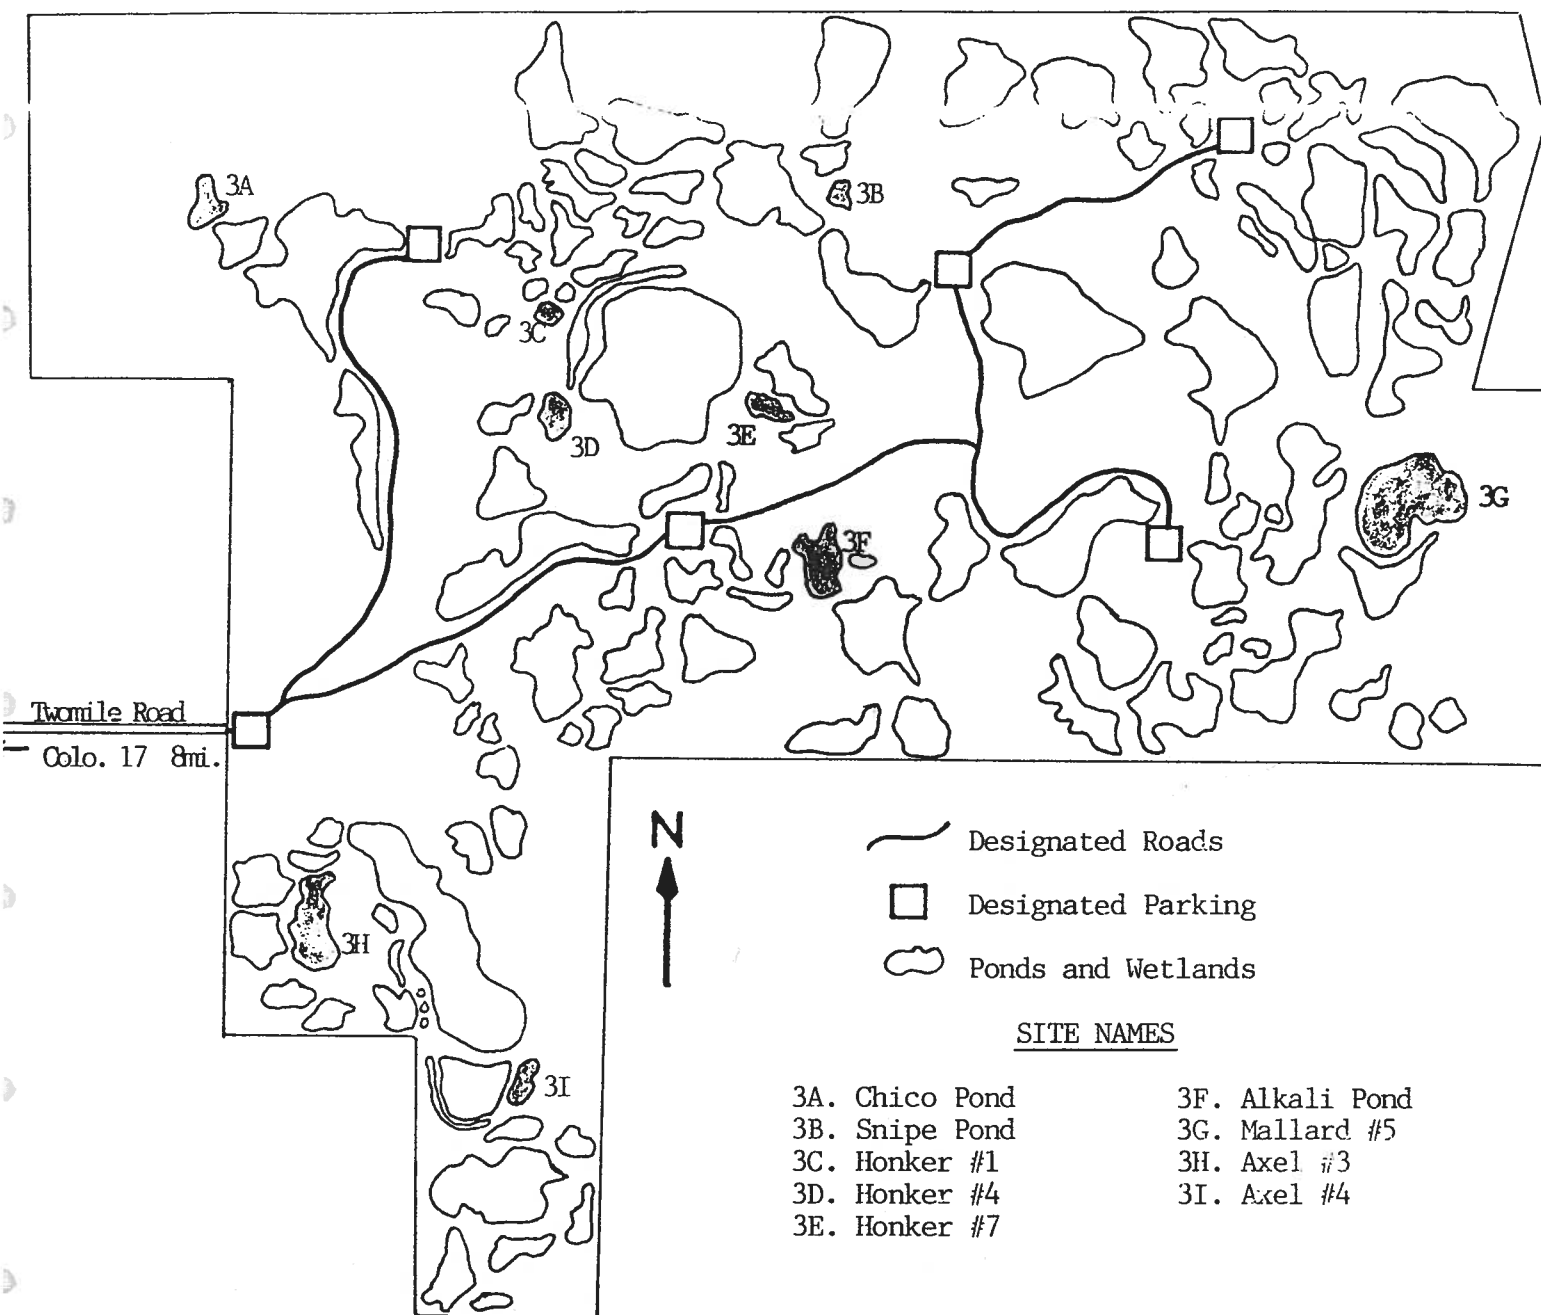 3A
3B
3C
3D
3E
3F
3G
Twomile Road
Colo. 17 8mi.
3H
3I
N
Designated Roads
Designated Parking
Ponds and Wetlands
SITE NAMES
3A. Chico Pond
3B. Snipe Pond
3C. Honker #1
3D. Honker #4
3E. Honker #7
3F. Alkali Pond
3G. Mallard #5
3H. Axel #3
3I. Axel #4